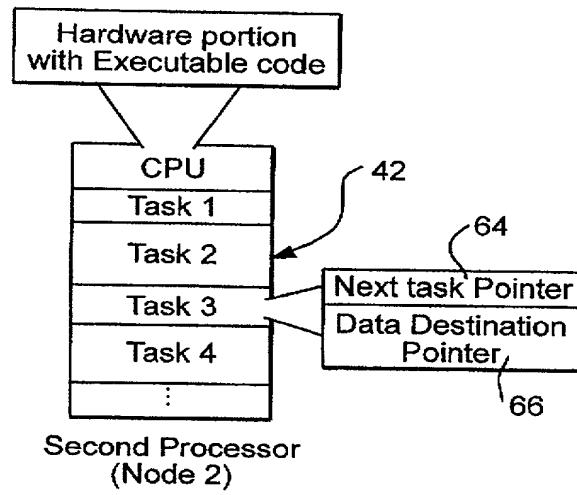 Hardware portion
with Executable code
CPU
Task 1
42
Task 2
64
Next task Pointer
Task 3
Data Destination
Pointer
Task 4
66
⋮
Second Processor
(Node 2)